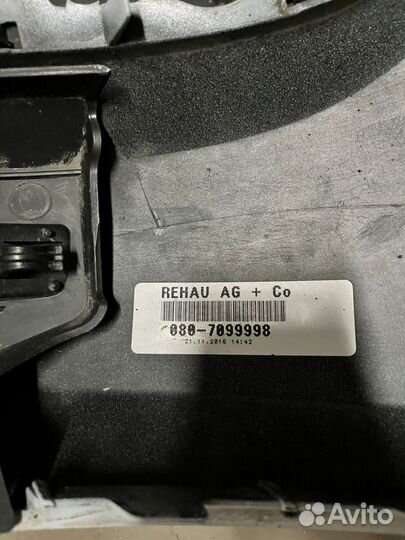 REHAU AG + Co
080-7099998
21.11.2016 14:42
Avito